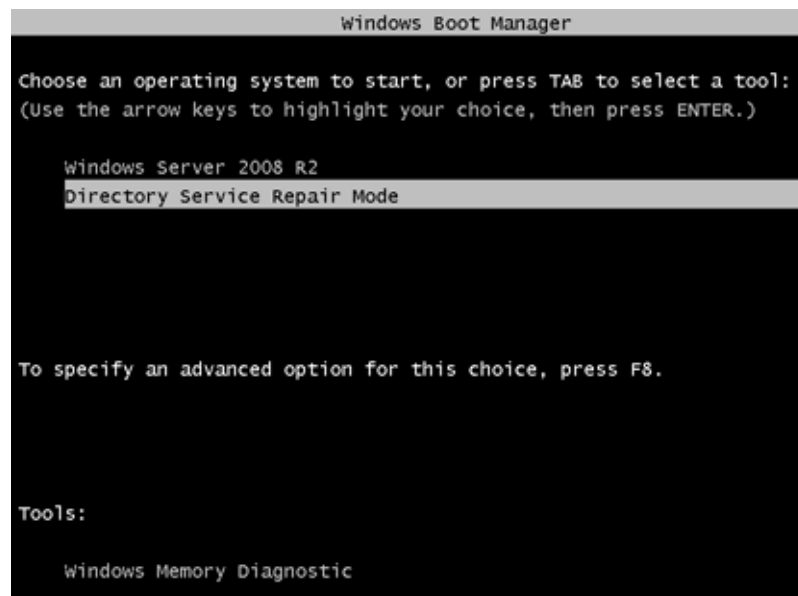 Windows Boot Manager
Choose an operating system to start, or press TAB to select a tool:
(Use the arrow keys to highlight your choice, then press ENTER.)
Windows Server 2008 R2
Directory Service Repair Mode
To specify an advanced option for this choice, press F8.
Tools:
Windows Memory Diagnostic